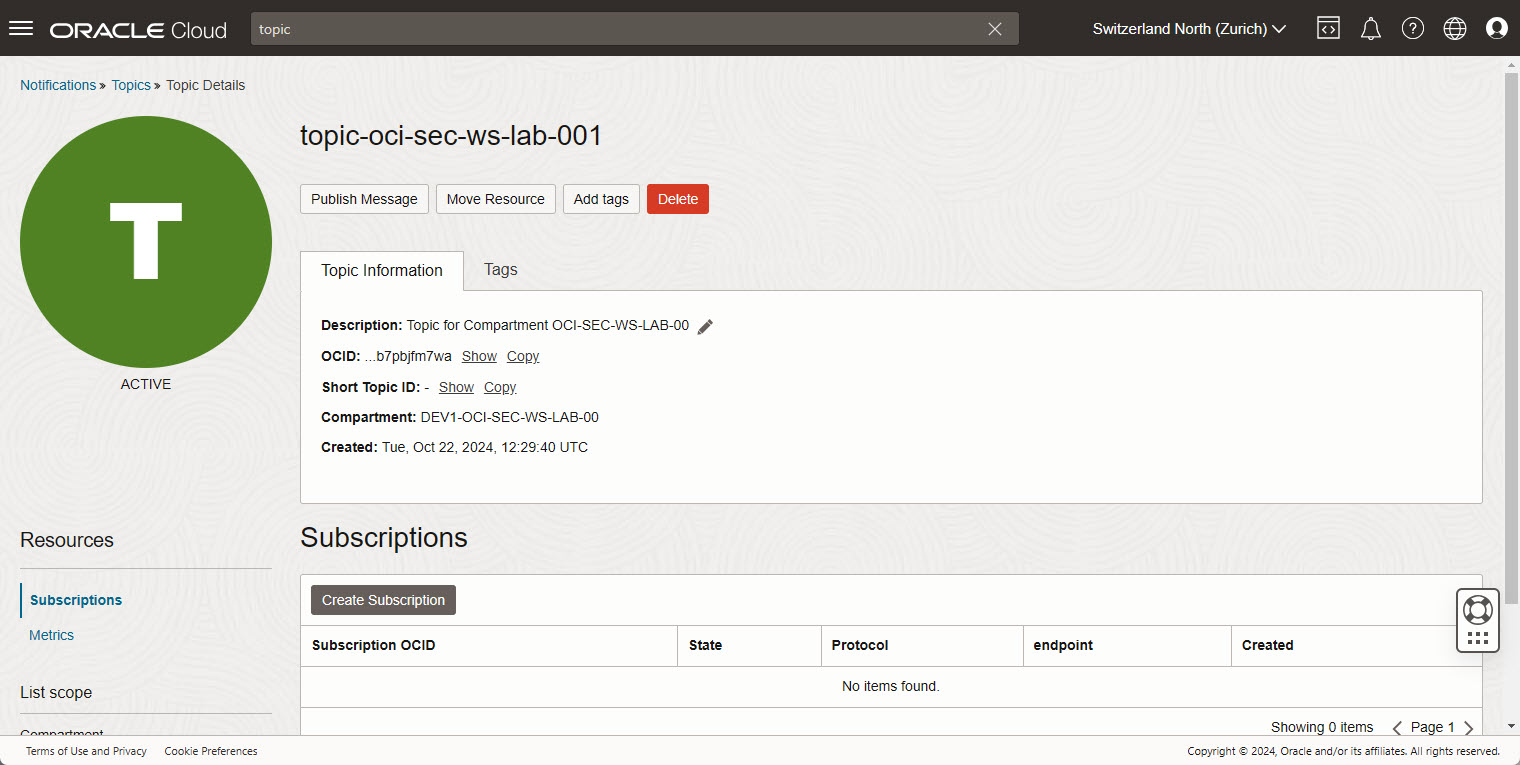 ORACLE Cloud
topic
Switzerland North (Zurich)
Notifications » Topics » Topic Details
T
ACTIVE
topic-oci-sec-ws-lab-001
Publish Message Move Resource Add tags Delete
Topic Information Tags
Description: Topic for Compartment OCI-SEC-WS-LAB-00
OCID: ...b7pbjfm7wa Show Copy
Short Topic ID: - Show Copy
Compartment: DEV1-OCI-SEC-WS-LAB-00
Created: Tue, Oct 22, 2024, 12:29:40 UTC
Resources
Subscriptions
Metrics
List scope
Compartment
Subscriptions
Create Subscription
Subscription OCID State Protocol endpoint Created
No items found.
Showing 0 items Page 1
Terms of Use and Privacy Cookie Preferences
Copyright © 2024, Oracle and/or its affiliates. All rights reserved.